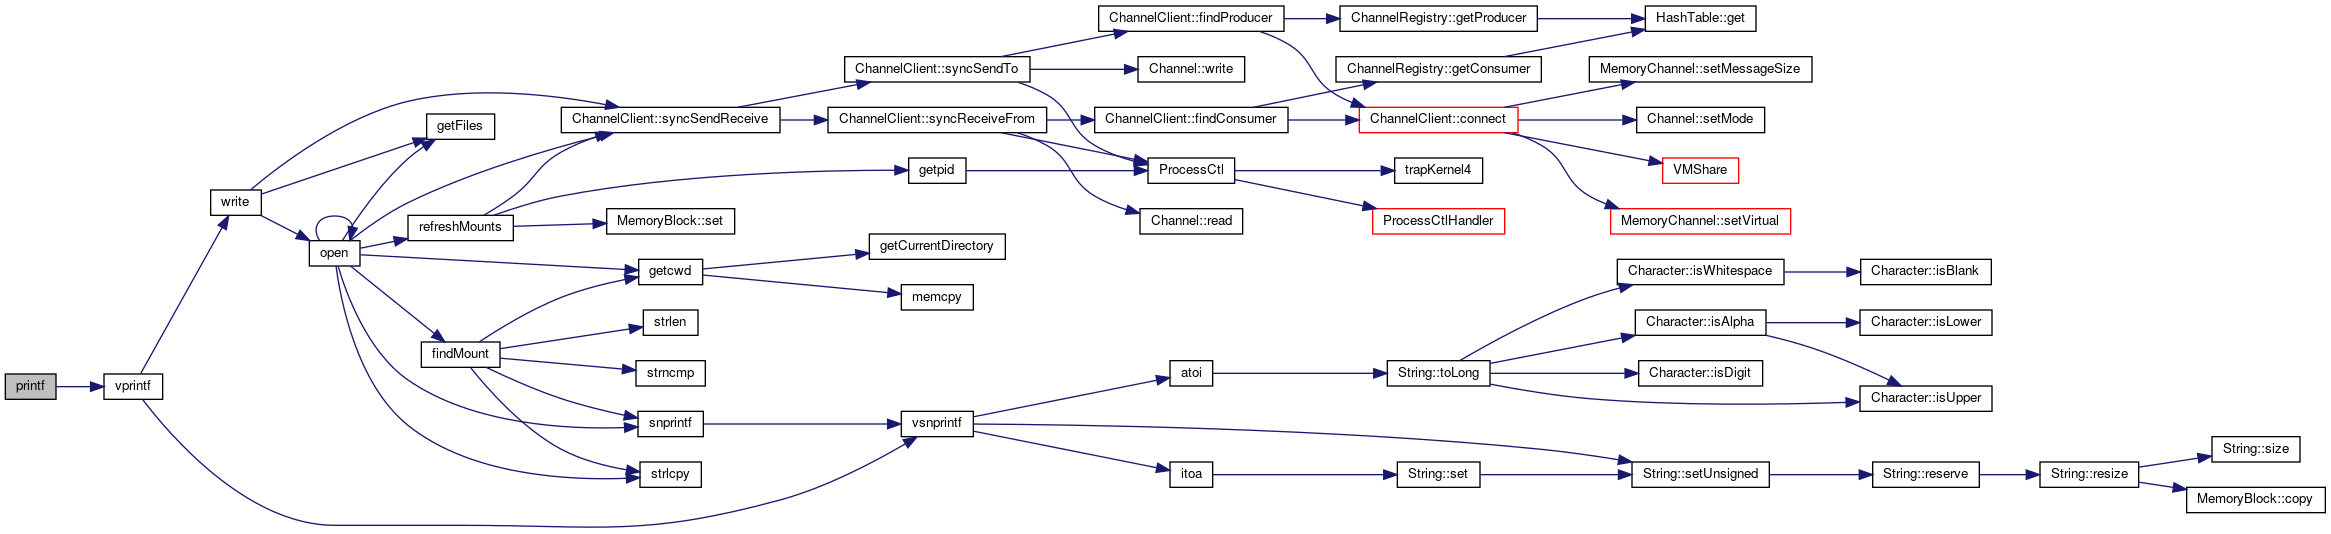 printf
vprintf
write
open
getFiles
refreshMounts
findMount
ChannelClient::syncSendReceive
MemoryBlock::set
getcwd
strlen
strncmp
snprintf
strlcpy
ChannelClient::syncSendTo
ChannelClient::syncReceiveFrom
getpid
getCurrentDirectory
memcpy
vsnprintf
ChannelClient::findProducer
Channel::write
ChannelClient::findConsumer
ProcessCtl
Channel::read
atoi
itoa
ChannelRegistry::getProducer
ChannelRegistry::getConsumer
ChannelClient::connect
trapKernel4
ProcessCtlHandler
String::toLong
String::set
HashTable::get
MemoryChannel::setMessageSize
Channel::setMode
VMShare
MemoryChannel::setVirtual
Character::isWhitespace
Character::isAlpha
Character::isDigit
String::setUnsigned
Character::isBlank
Character::isLower
Character::isUpper
String::reserve
String::resize
String::size
MemoryBlock::copy